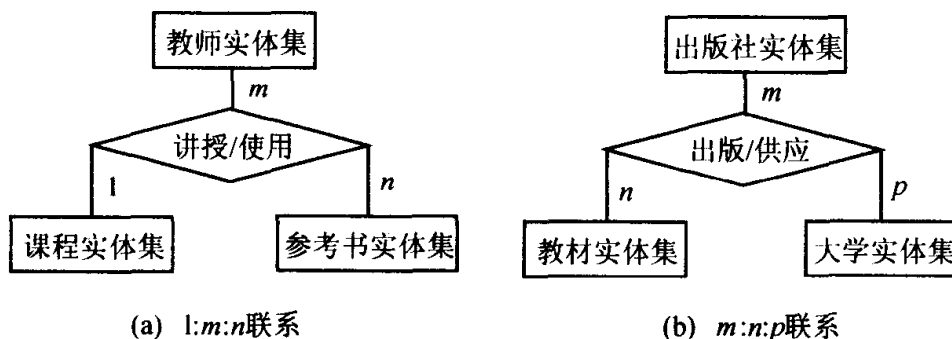 教师实体集
m
讲授/使用
1
n
课程实体集
参考书实体集
(a) 1:m:n联系
出版社实体集
m
出版/供应
n
p
教材实体集
大学实体集
(b) m:n:p联系